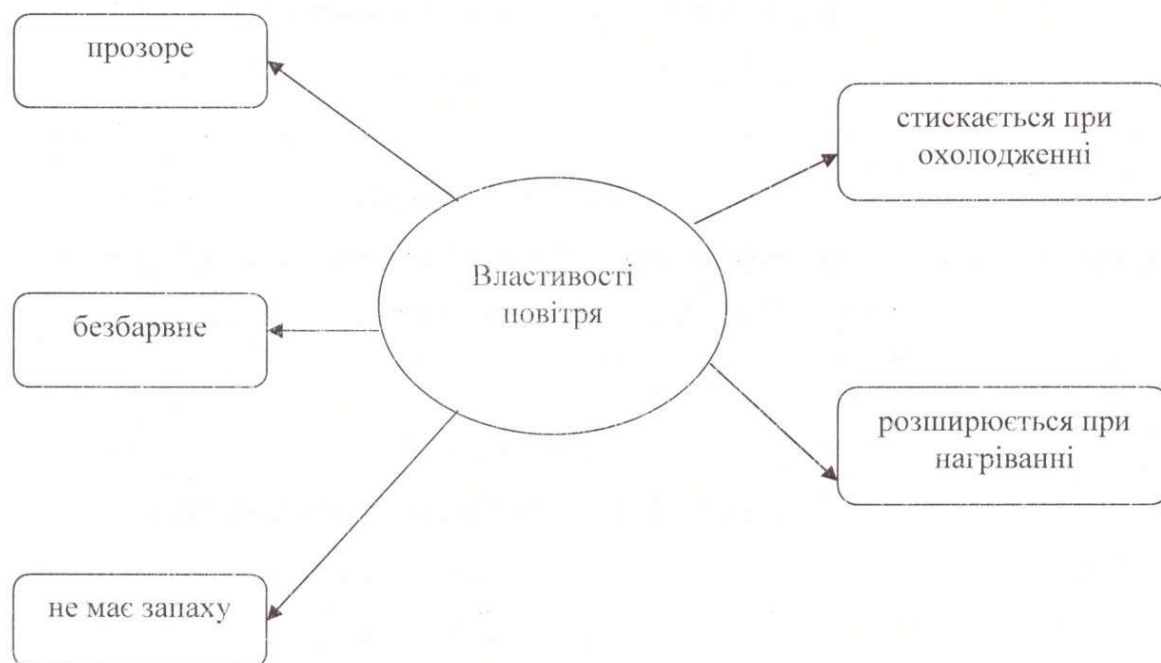 прозоре
стискається при
охолодженні
Властивості
повітря
безбарвне
розширюється при
нагріванні
не має запаху